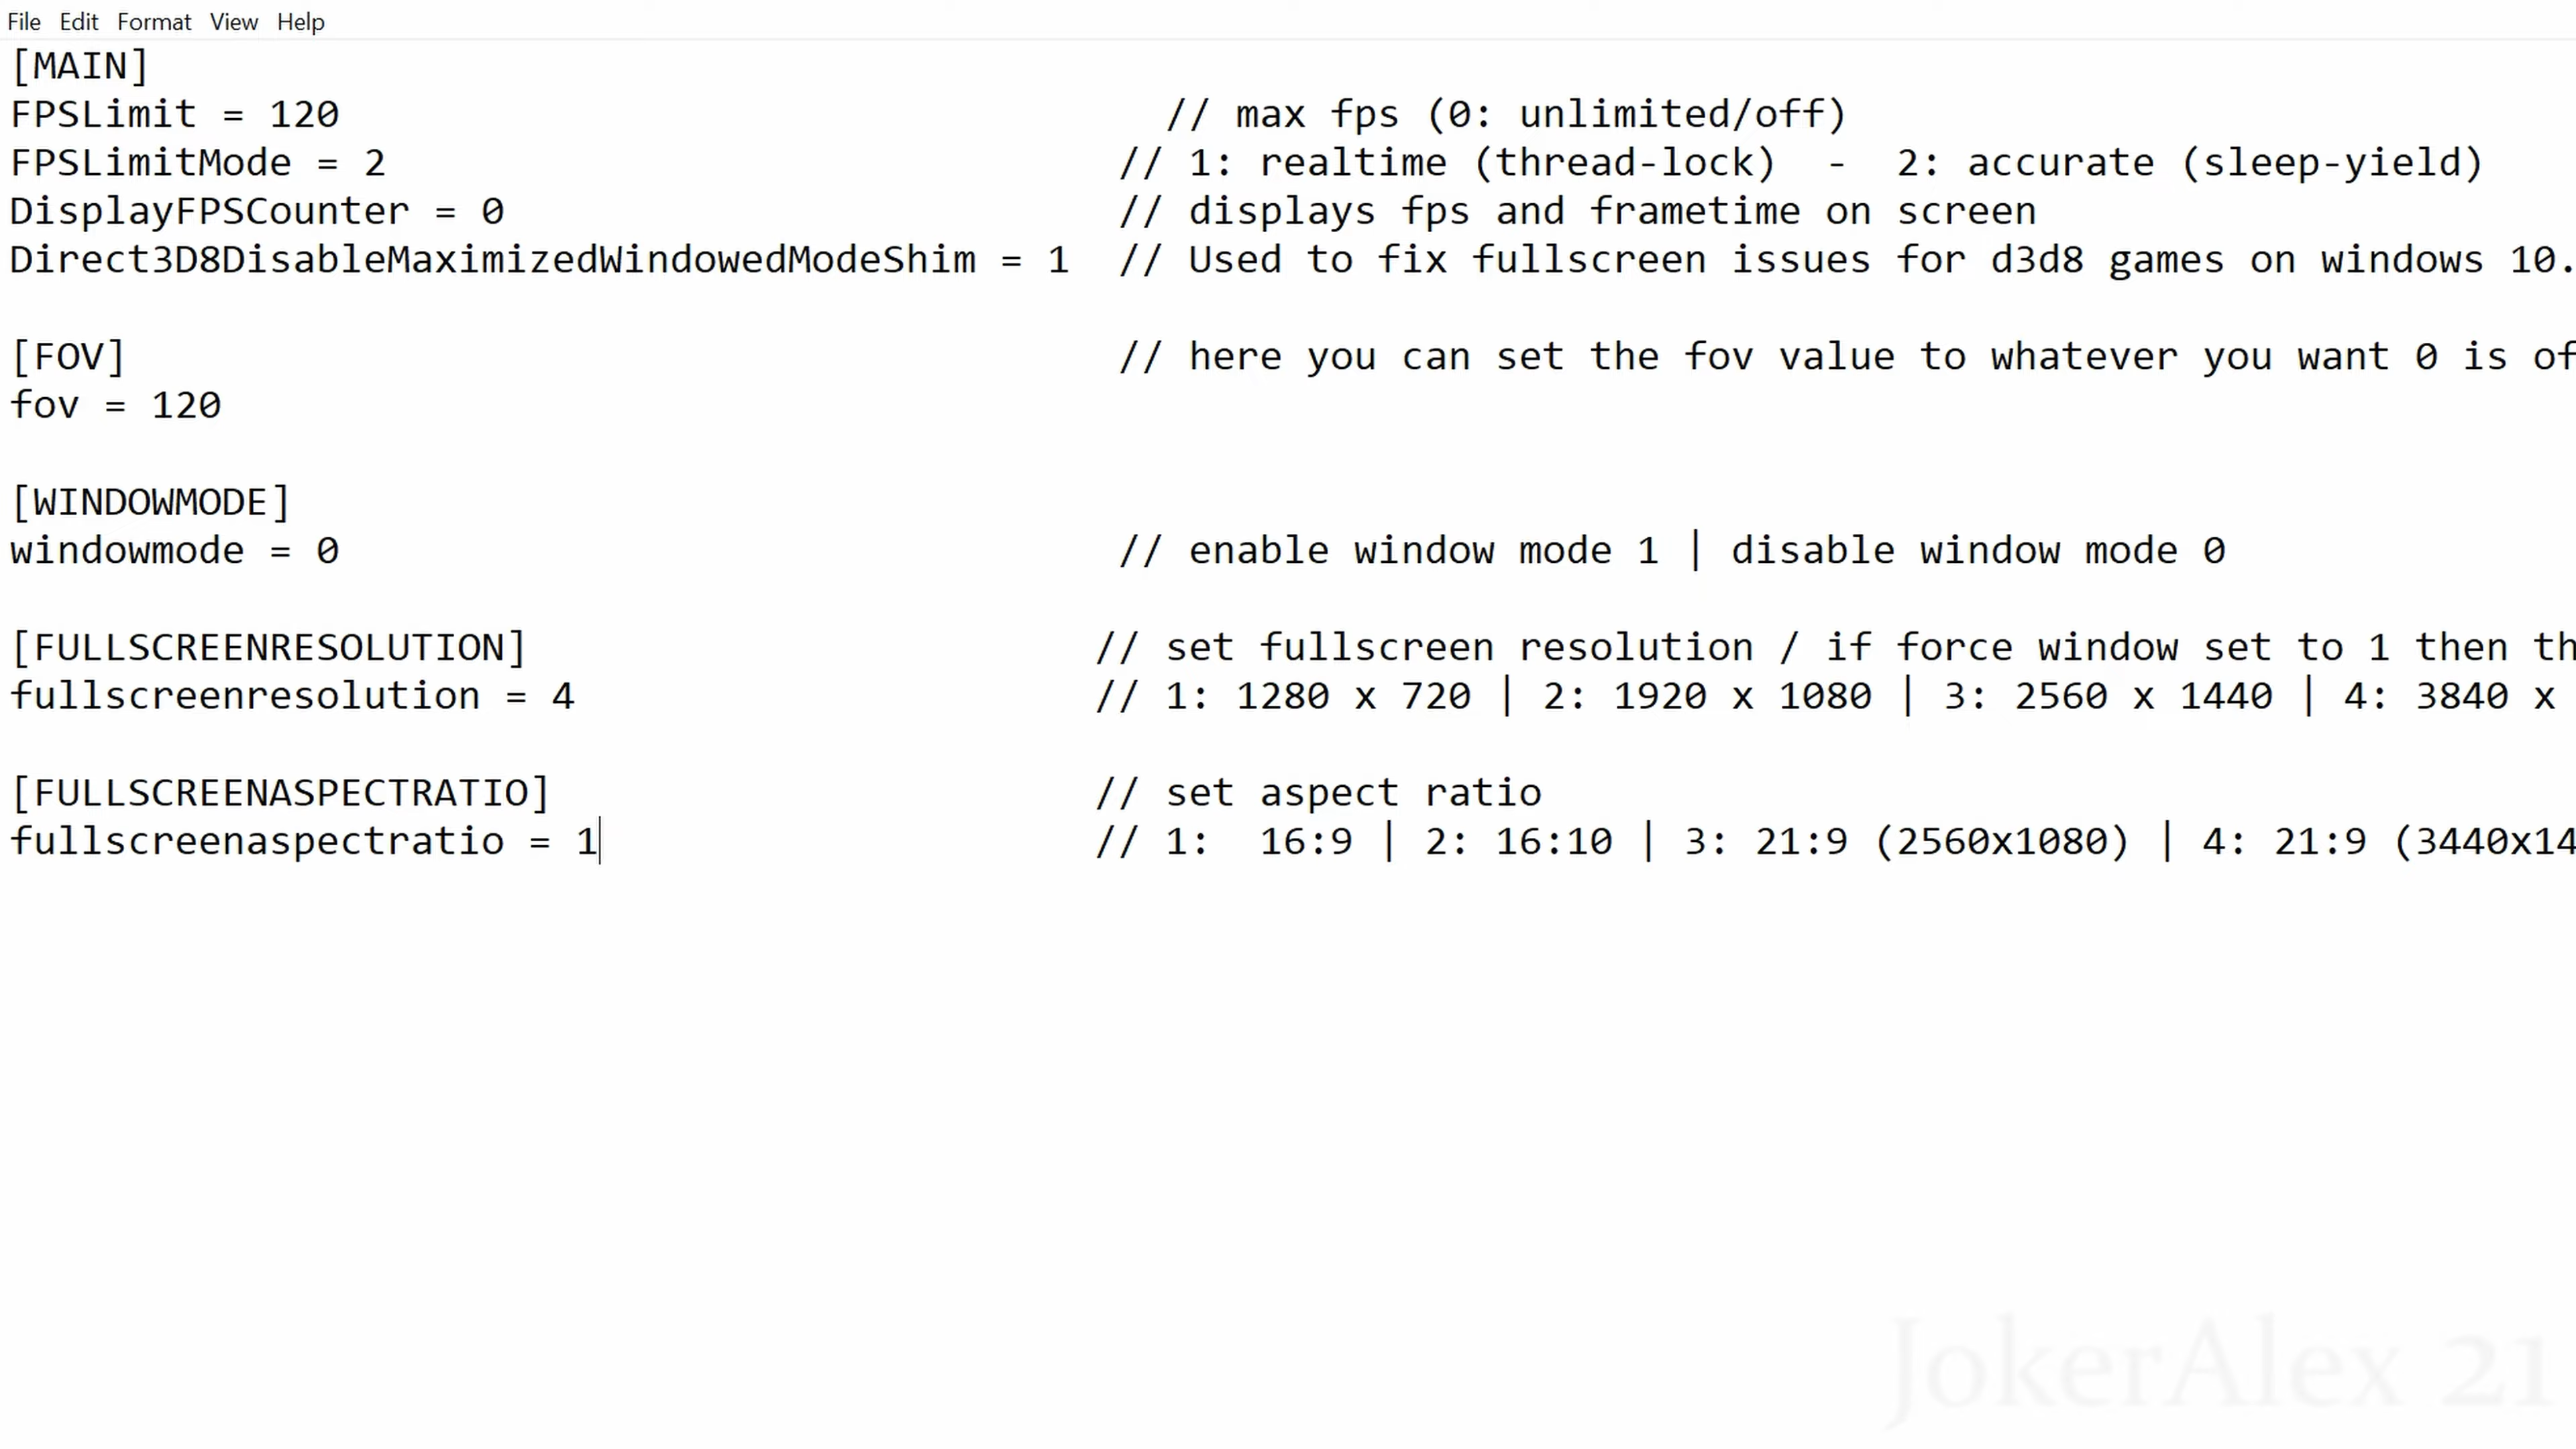 File Edit Format View Help
[MAIN]
FPSLimit = 120 // max fps (0: unlimited/off)
FPSLimitMode = 2 // 1: realtime (thread-lock) - 2: accurate (sleep-yield)
DisplayFPSCounter = 0 // displays fps and frametime on screen
Direct3D8DisableMaximizedWindowedModeShim = 1 // Used to fix fullscreen issues for d3d8 games on windows 10.
[FOV] // here you can set the fov value to whatever you want 0 is of
fov = 120
[WINDOWMODE]
windowmode = 0 // enable window mode 1 | disable window mode 0
[FULLSCREENRESOLUTION] // set fullscreen resolution / if force window set to 1 then th
fullscreenresolution = 4 // 1: 1280 x 720 | 2: 1920 x 1080 | 3: 2560 x 1440 | 4: 3840 x
[FULLSCREENASPECTRATIO] // set aspect ratio
fullscreenaspectratio = 1 // 1:  16:9 | 2: 16:10 | 3: 21:9 (2560x1080) | 4: 21:9 (3440x14
JokerAlex 21